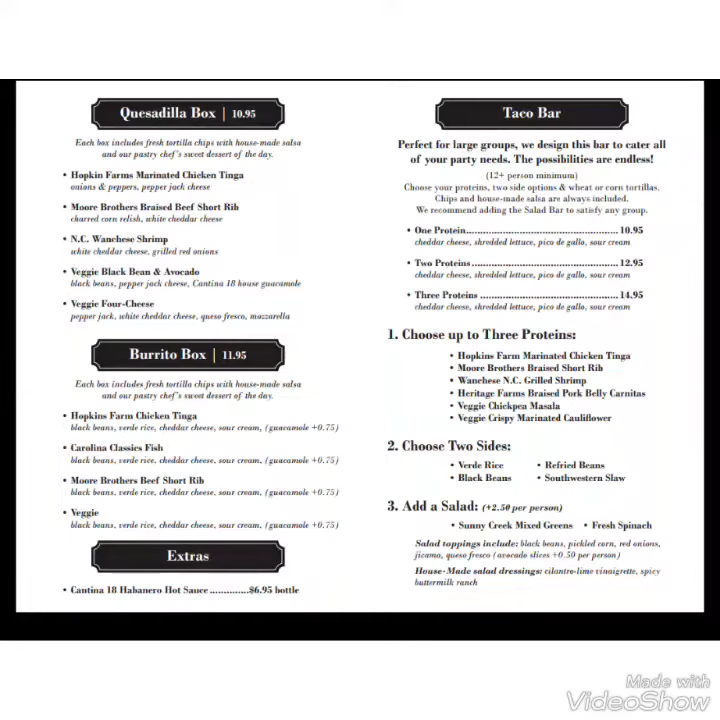 Quesadilla Box | 10.95
Each box includes fresh tortilla chips with house-made salsa
and our pastry chef's sweet dessert of the day.
• Hopkin Farms Marinated Chicken Tinga
onions & peppers, pepper jack cheese
• Moore Brothers Braised Beef Short Rib
charred corn relish, white cheddar cheese
• N.C. Wanchese Shrimp
white cheddar cheese, grilled red onions
• Veggie Black Bean & Avocado
black beans, pepper jack cheese, Cantina 18 house guacamole
• Veggie Four-Cheese
pepper jack, white cheddar cheese, queso fresco, mozzarella
Burrito Box | 11.95
Each box includes fresh tortilla chips with house-made salsa
and our pastry chef's sweet dessert of the day.
• Hopkins Farm Chicken Tinga
black beans, verde rice, cheddar cheese, sour cream, (guacamole +0.75)
• Carolina Classics Fish
black beans, verde rice, cheddar cheese, sour cream, (guacamole +0.75)
• Moore Brothers Beef Short Rib
black beans, verde rice, cheddar cheese, sour cream, (guacamole +0.75)
• Veggie
black beans, verde rice, cheddar cheese, sour cream, (guacamole +0.75)
Extras
• Cantina 18 Habanero Hot Sauce ..............$6.95 bottle
Taco Bar
Perfect for large groups, we design this bar to cater all
of your party needs. The possibilities are endless!
(12+ person minimum)
Choose your proteins, two side options & wheat or corn tortillas.
Chips and house-made salsa are always included.
We recommend adding the Salad Bar to satisfy any group.
• One Protein.....................................................10.95
cheddar cheese, shredded lettuce, pico de gallo, sour cream
• Two Proteins...................................................12.95
cheddar cheese, shredded lettuce, pico de gallo, sour cream
• Three Proteins ................................................14.95
cheddar cheese, shredded lettuce, pico de gallo, sour cream
1. Choose up to Three Proteins:
• Hopkins Farm Marinated Chicken Tinga
• Moore Brothers Braised Short Rib
• Wanchese N.C. Grilled Shrimp
• Heritage Farms Braised Pork Belly Carnitas
• Veggie Chickpea Masala
• Veggie Crispy Marinated Cauliflower
2. Choose Two Sides:
• Verde Rice • Refried Beans
• Black Beans • Southwestern Slaw
3. Add a Salad: (+2.50 per person)
• Sunny Creek Mixed Greens • Fresh Spinach
Salad toppings include: black beans, pickled corn, red onions,
jicama, queso fresco (avocado slices +0.50 per person)
House-Made salad dressings: cilantro-lime vinaigrette, spicy
buttermilk ranch
Made with
VideoShow